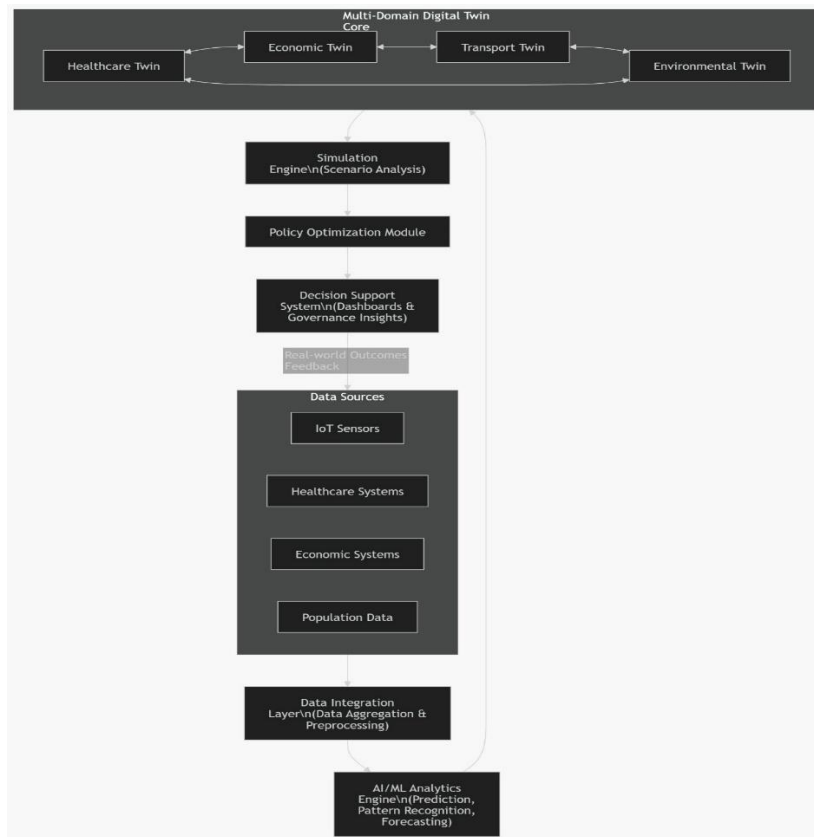 Multi-Domain Digital Twin
Core
Economic Twin
Transport Twin
Healthcare Twin
Environmental Twin
Simulation
Engine\n(Scenario Analysis)
Policy Optimization Module
Decision Support
System\n(Dashboards &
Governance Insights)
Real-world Outcomes
Feedback
Data Sources
IoT Sensors
Healthcare Systems
Economic Systems
Population Data
Data Integration
Layer\n(Data Aggregation &
Preprocessing)
AI/ML Analytics
Engine\n(Prediction,
Pattern Recognition,
Forecasting)